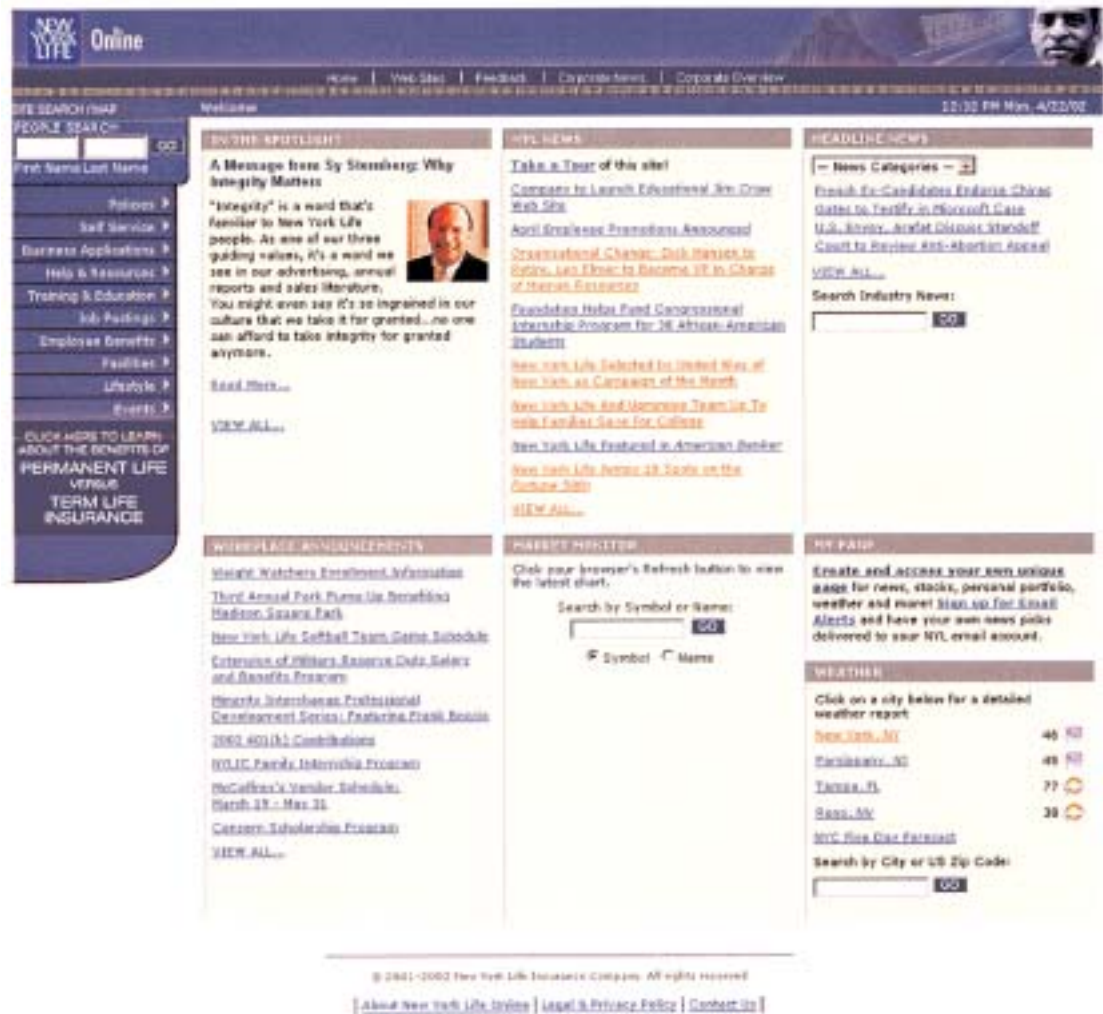 NEW
YORK
LIFE
Online
Home | Web Sites | Feedback | Corporate News | Corporate Overview
SITE SEARCH/MAP
Welcome
12:32 PM Mon, 4/22/02
PEOPLE SEARCH
GO
First Name Last Name
Policies
Self Service
Business Applications
Help & Resources
Training & Education
Job Postings
Employee Benefits
Facilities
Lifestyle
Events
CLICK HERE TO LEARN
ABOUT THE BENEFITS OF
PERMANENT LIFE
VERSUS
TERM LIFE
INSURANCE
IN THE SPOTLIGHT
A Message from Sy Sternberg: Why
Integrity Matters
"Integrity" is a word that's
familiar to New York Life
people. As one of our three
guiding values, it's a word we
see in our advertising, annual
reports and sales literature.
You might even say it's so ingrained in our
culture that we take it for granted...no one
can afford to take integrity for granted
anymore.
Read More...
VIEW ALL...
NYL NEWS
Take a Tour of this site!
Company to Launch Educational Jim Crow
Web Site
April Employee Promotions Announced
Organizational Change: Dick Hansen to
Retire, Len Elmer to Become VP in Charge
of Human Resources
Foundation Helps Fund Congressional
Internship Program for 36 African-American
Students
New York Life Selected by United Way of
New York as Campaign of the Month
New York Life And Upromise Team Up To
Help Families Save for College
New York Life Featured in American Banker
New York Life Jumps 18 Spots on the
Fortune 500
VIEW ALL...
HEADLINE NEWS
-- News Categories --
French Ex-Candidates Endorse Chirac
Gates to Testify in Microsoft Case
U.S. Envoy, Arafat Discuss Standoff
Court to Review Anti-Abortion Appeal
VIEW ALL...
Search Industry News:
GO
WORKPLACE ANNOUNCEMENTS
Weight Watchers Enrollment Information
Third Annual Park Pump Up Benefiting
Madison Square Park
New York Life Softball Team Game Schedule
Extension of Military Reserve Duty Salary
and Benefits Program
Minority Interchange Professional
Development Series: Featuring Frank
2002 401(k) Contributions
NYLIC Family Internship Program
McCaffrey's Vendor Schedule:
March 19 - May 31
Concern Scholarship Program
VIEW ALL...
MARKET MONITOR
Click your browser's Refresh button to view
the latest chart.
Search by Symbol or Name:
GO
Symbol Name
MY PAGE
Create and access your own unique
page for news, stocks, personal portfolio,
weather and more! Sign up for Email
Alerts and have your own news picks
delivered to your NYL email account.
WEATHER
Click on a city below for a detailed
weather report
New York, NY 46
Parsippany, NJ 45
Tampa, FL 77
Reno, NV 38
NYC Five Day Forecast
Search by City or US Zip Code:
GO
© 2001-2002 New York Life Insurance Company. All rights reserved
| About New York Life Online | Legal & Privacy Policy | Contact Us |